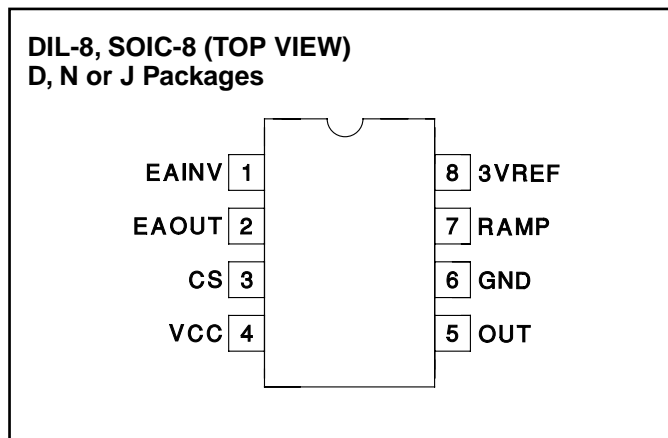 DIL-8, SOIC-8 (TOP VIEW)
D, N or J Packages
EAINV 1 8 3VREF
EAOUT 2 7 RAMP
CS 3 6 GND
VCC 4 5 OUT